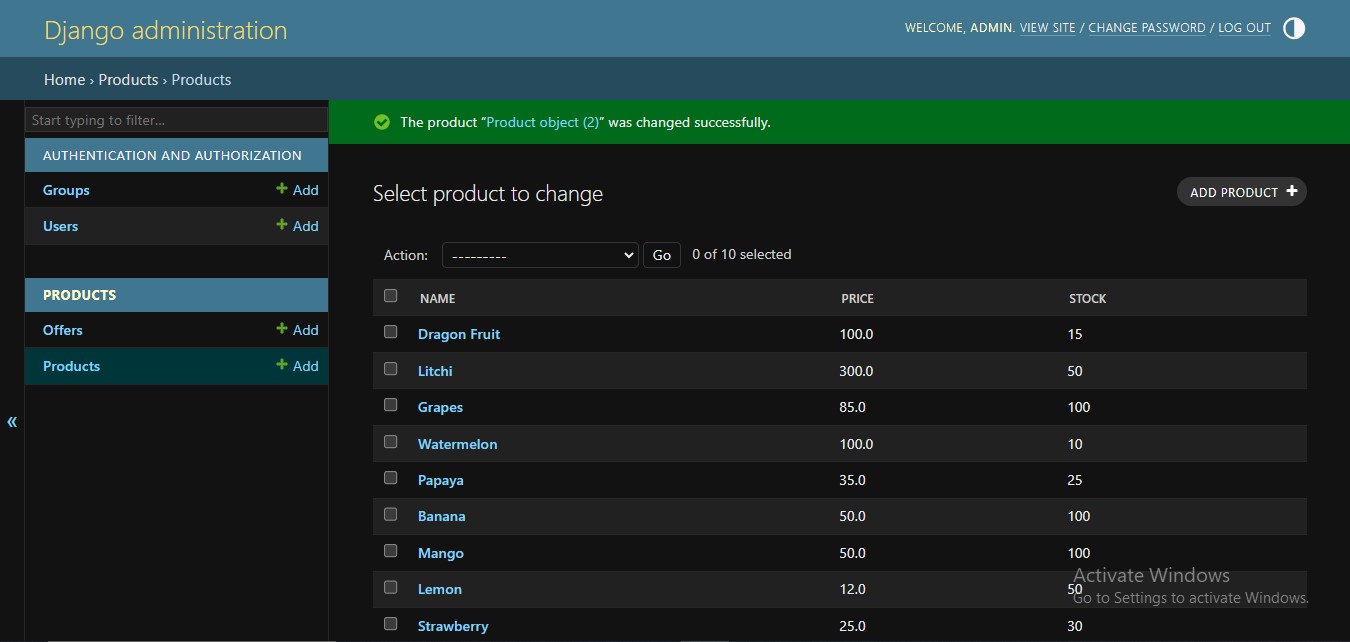 Django administration
WELCOME, ADMIN. VIEW SITE / CHANGE PASSWORD / LOG OUT
Home › Products › Products
Start typing to filter...
AUTHENTICATION AND AUTHORIZATION
Groups + Add
Users + Add
PRODUCTS
Offers + Add
Products + Add
«
The product “Product object (2)” was changed successfully.
Select product to change
ADD PRODUCT +
Action: --------- Go 0 of 10 selected
NAME PRICE STOCK
Dragon Fruit 100.0 15
Litchi 300.0 50
Grapes 85.0 100
Watermelon 100.0 10
Papaya 35.0 25
Banana 50.0 100
Mango 50.0 100
Lemon 12.0 50
Strawberry 25.0 30
Activate Windows
Go to Settings to activate Windows.